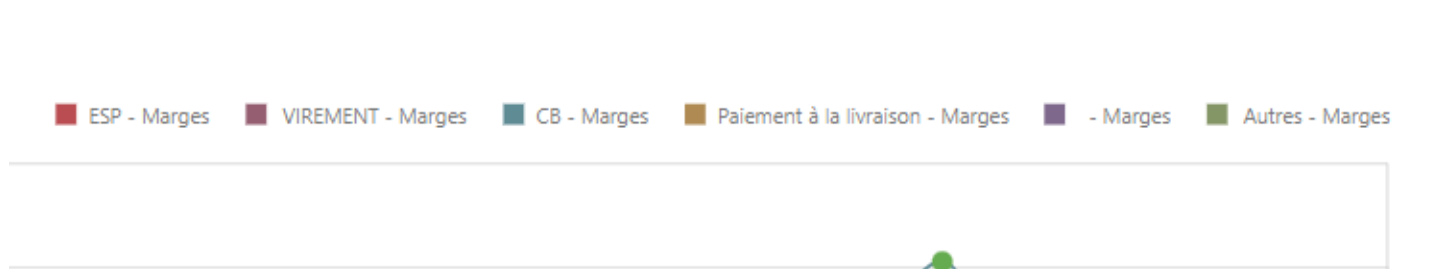 ESP - Marges VIREMENT - Marges CB - Marges Paiement à la livraison - Marges - Marges Autres - Marges